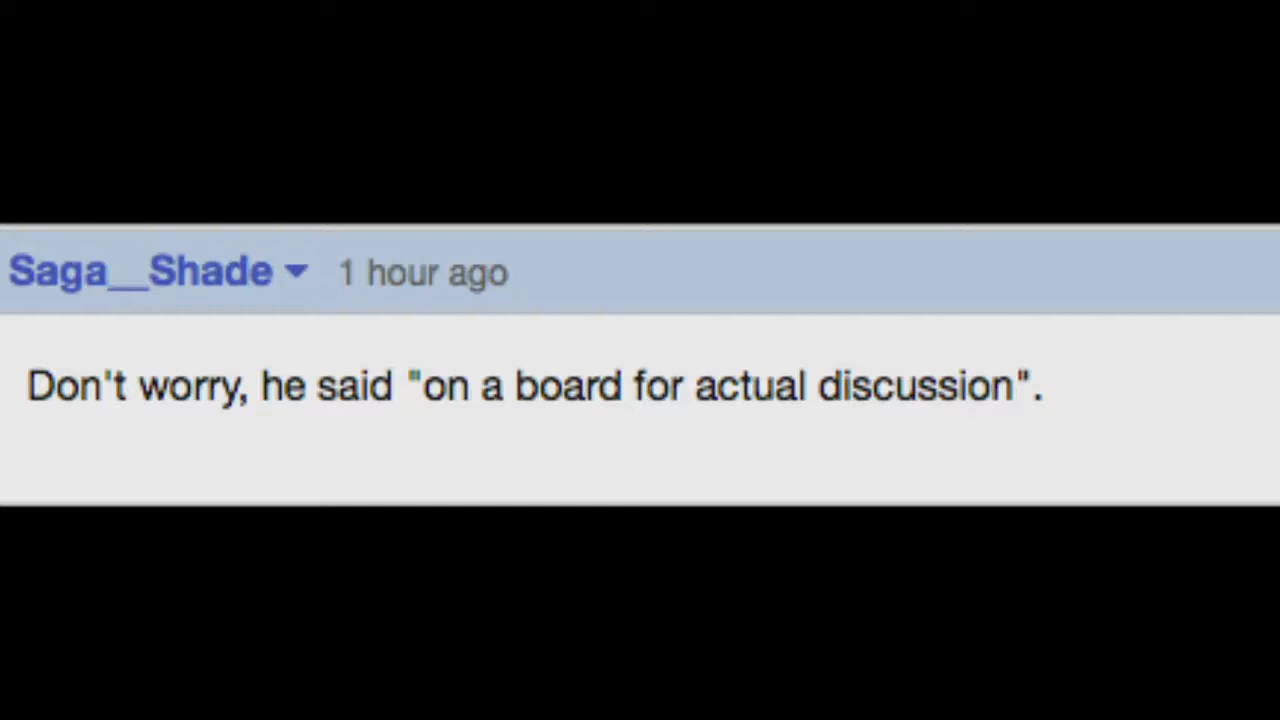 Saga__Shade 1 hour ago
Don't worry, he said "on a board for actual discussion".